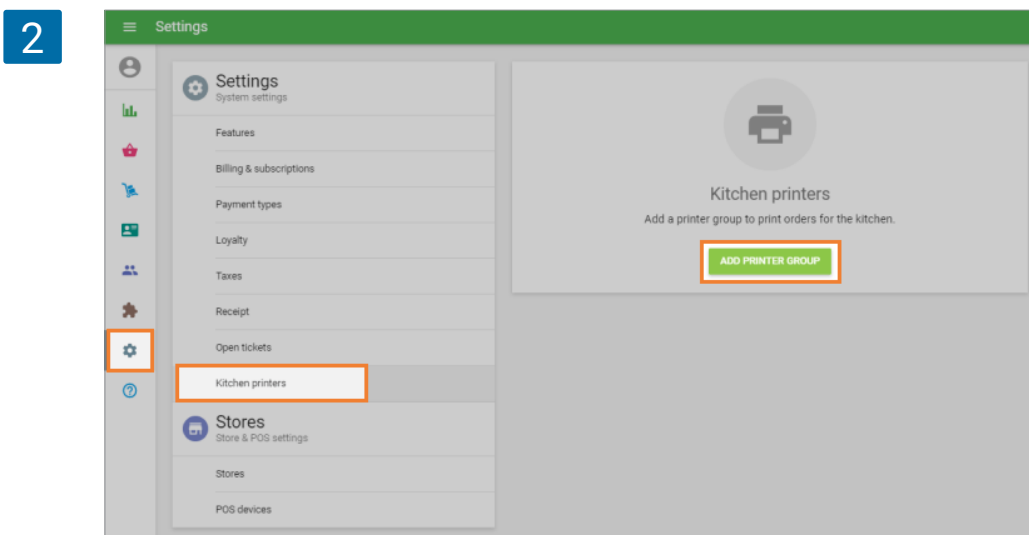 2
Settings
Settings
System settings
Features
Billing & subscriptions
Payment types
Loyalty
Taxes
Receipt
Open tickets
Kitchen printers
Stores
Store & POS settings
Stores
POS devices
Kitchen printers
Add a printer group to print orders for the kitchen.
ADD PRINTER GROUP